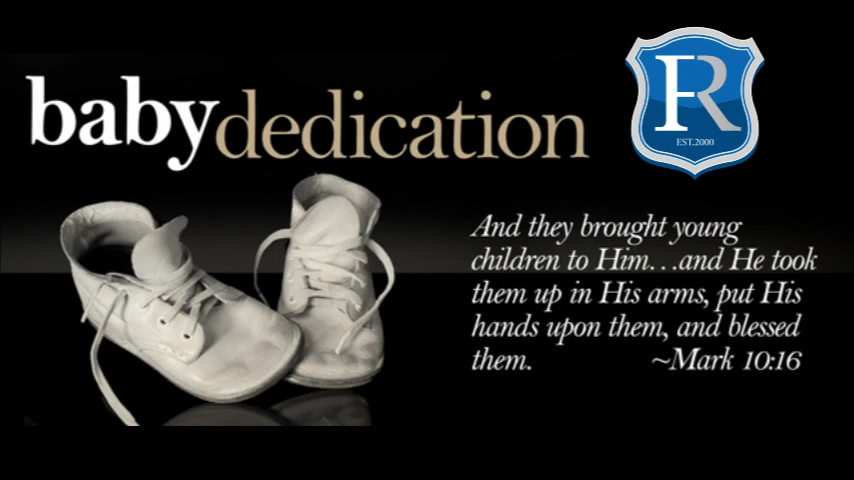 babydedication
R
EST.2000
And they brought young
children to Him…and He took
them up in His arms, put His
hands upon them, and blessed
them. ~Mark 10:16